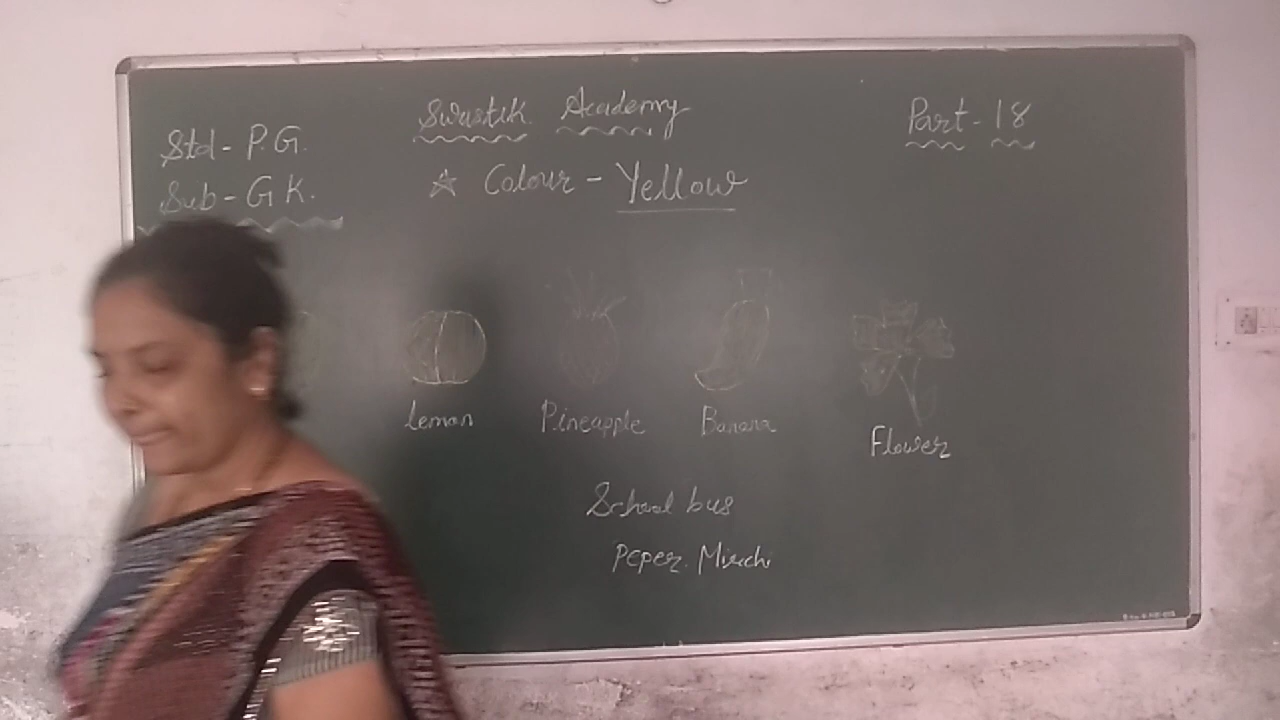 Swastik Academy
Part - 18
Std - P.G.
Sub - G.K.
☆ Colour - Yellow
lemon
Pineapple
Banana
Flower
School bus
Peper. Mirchi